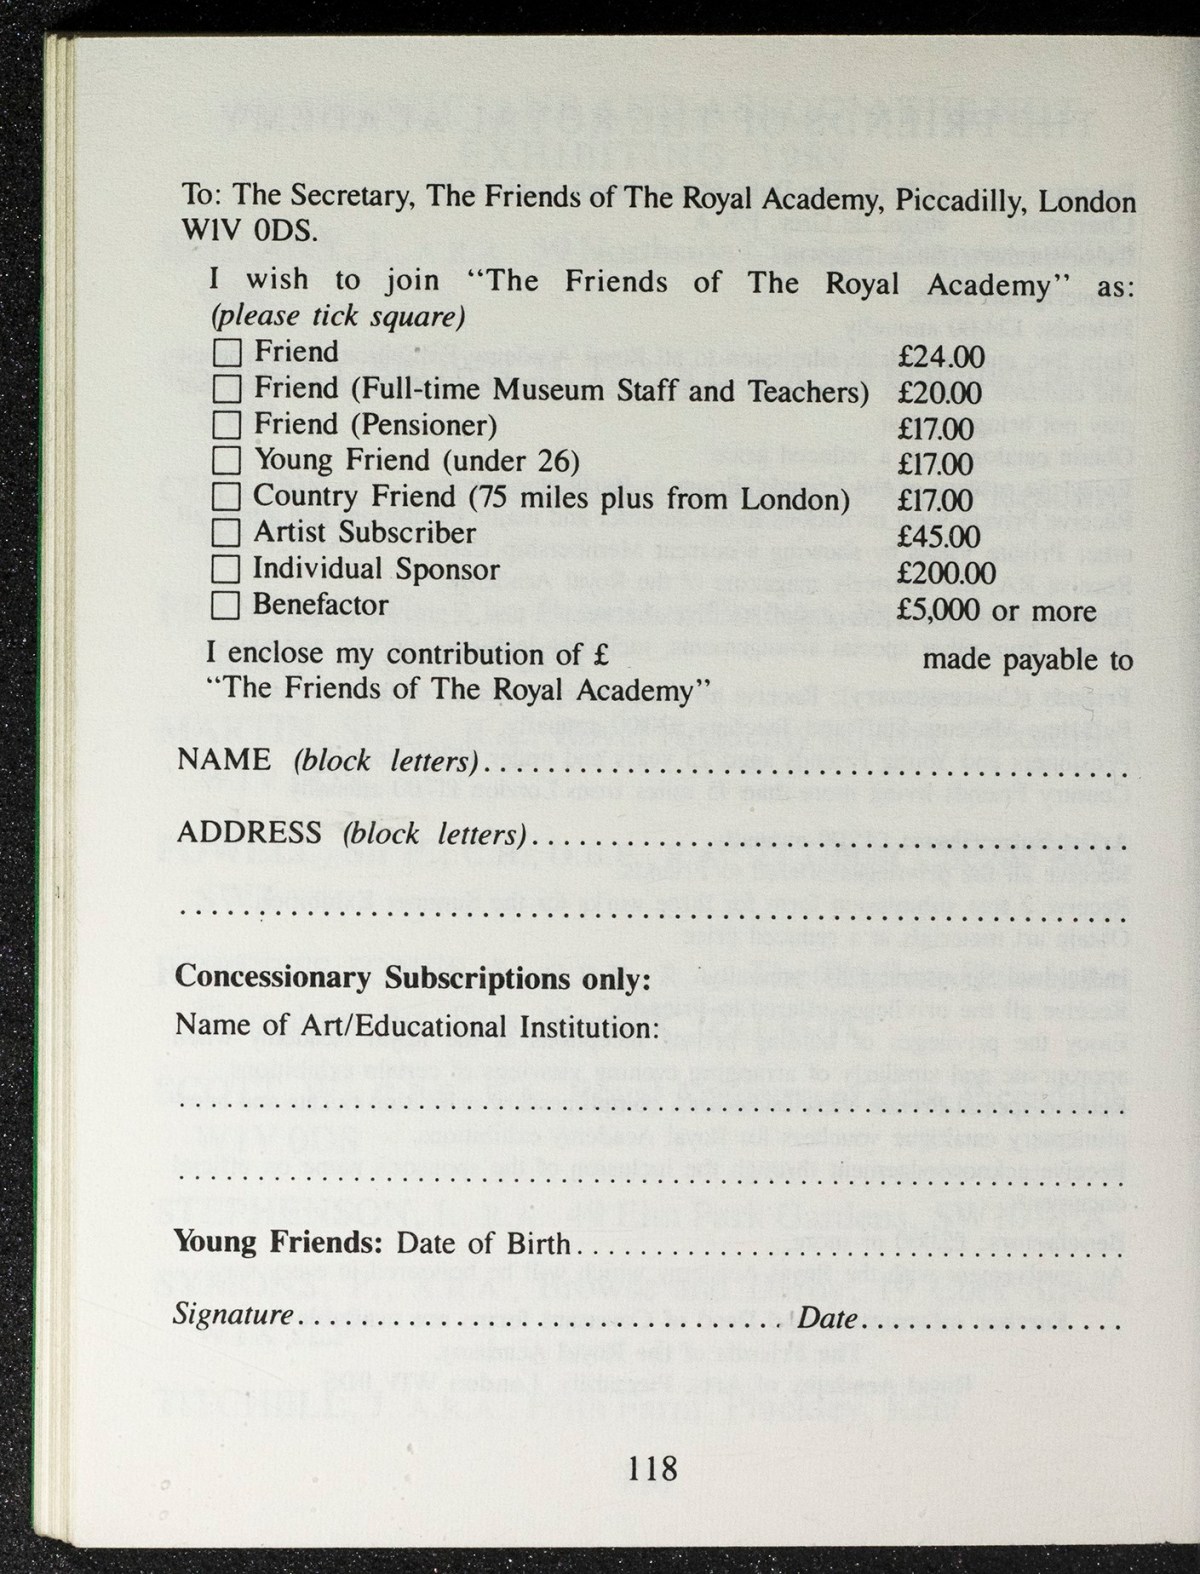 To: The Secretary, The Friends of The Royal Academy, Piccadilly, London
W1V 0DS.
I wish to join “The Friends of The Royal Academy” as:
(please tick square)
☐ Friend £24.00
☐ Friend (Full-time Museum Staff and Teachers) £20.00
☐ Friend (Pensioner) £17.00
☐ Young Friend (under 26) £17.00
☐ Country Friend (75 miles plus from London) £17.00
☐ Artist Subscriber £45.00
☐ Individual Sponsor £200.00
☐ Benefactor £5,000 or more
I enclose my contribution of £ made payable to
“The Friends of The Royal Academy”
NAME (block letters)........................................
ADDRESS (block letters).....................................
............................................................
Concessionary Subscriptions only:
Name of Art/Educational Institution:
............................................................
............................................................
Young Friends: Date of Birth...................................
Signature............................... Date.................
118